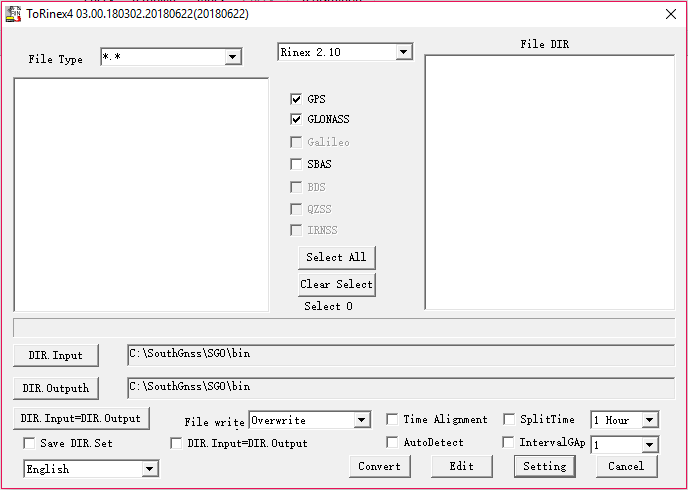 ToRinex4 03.00.180302.20180622(20180622)
File Type
*.*
Rinex 2.10
File DIR
GPS
GLONASS
Galileo
SBAS
BDS
QZSS
IRNSS
Select All
Clear Select
Select 0
DIR.Input
C:\SouthGnss\SGO\bin
DIR.Outputh
C:\SouthGnss\SGO\bin
DIR.Input=DIR.Output
File write
Overwrite
Time Alignment
SplitTime
1 Hour
Save DIR.Set
DIR.Input=DIR.Output
AutoDetect
IntervalGAp
1
English
Convert
Edit
Setting
Cancel